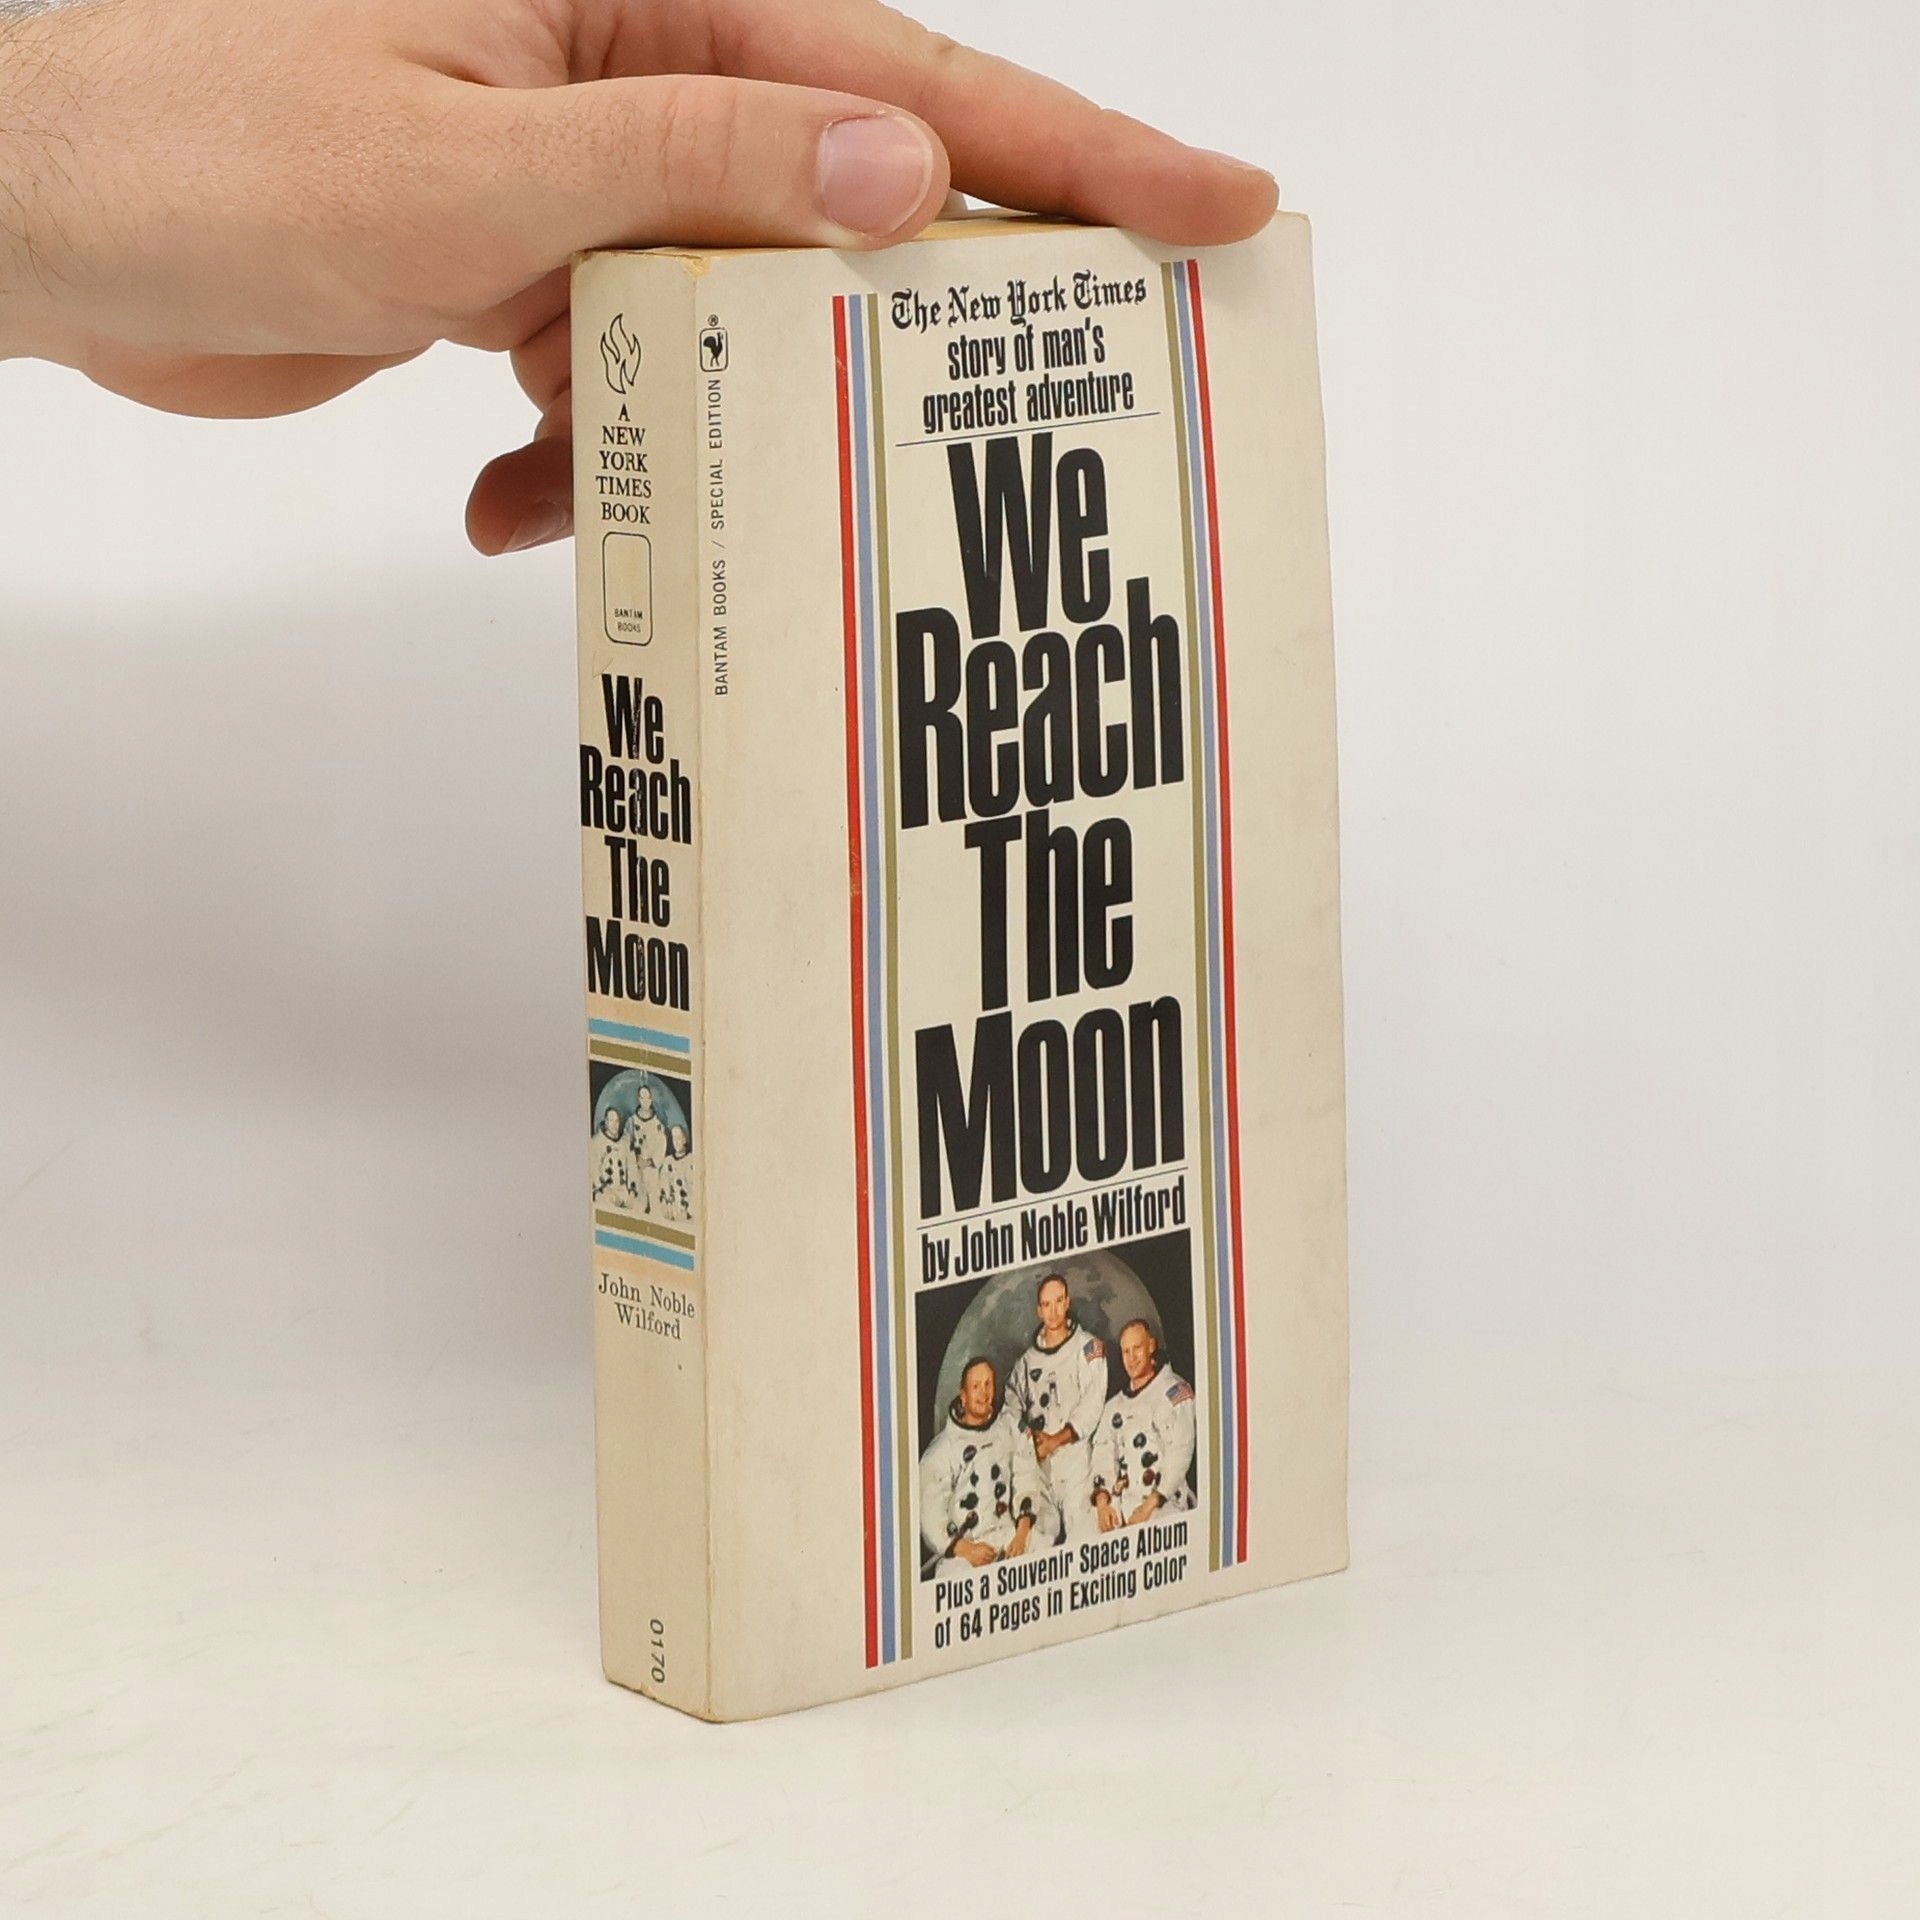 A
NEW
YORK
TIMES
BOOK
BANTAM
BOOKS
We
Reach
The
Moon
John Noble
Wilford
0170
BANTAM BOOKS / SPECIAL EDITION ®
The New York Times
story of man's
greatest adventure
We
Reach
The
Moon
by John Noble Wilford
Plus a Souvenir Space Album
of 64 Pages in Exciting Color